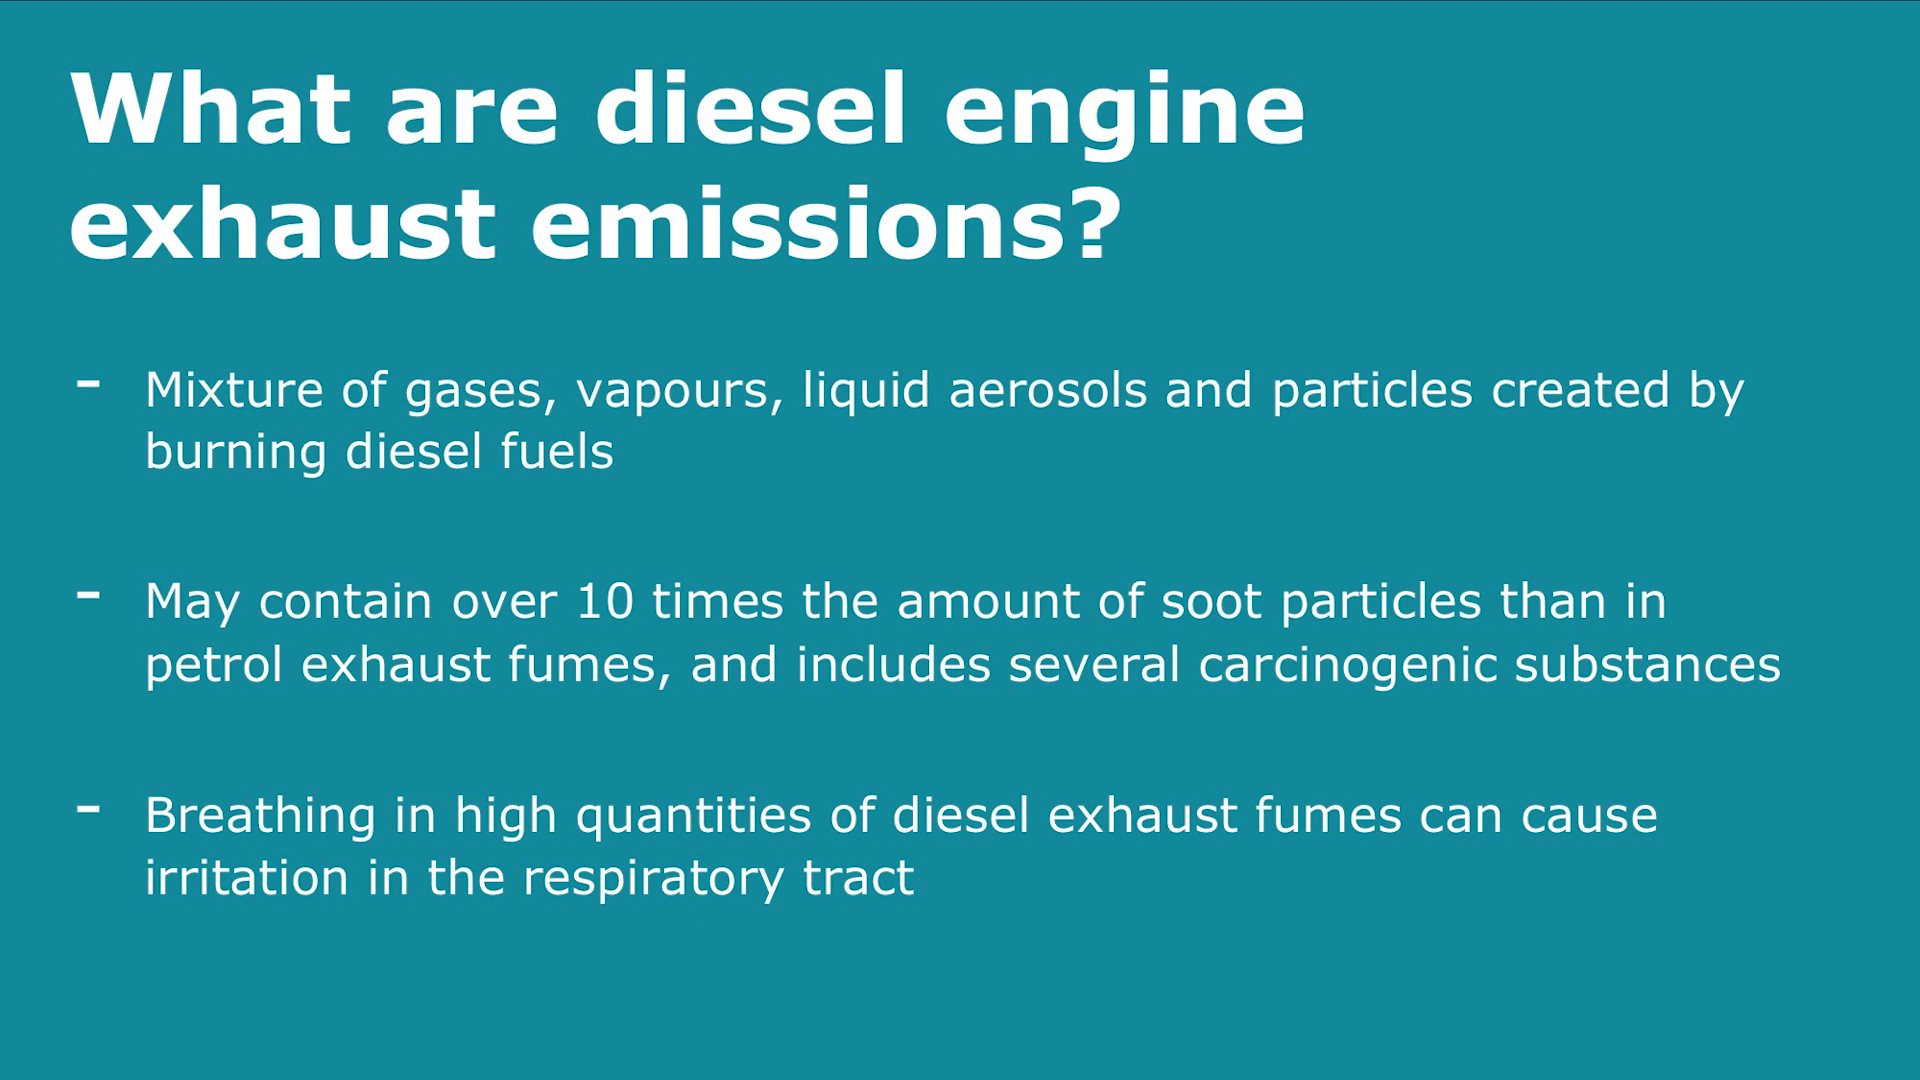 What are diesel engine
exhaust emissions?
- Mixture of gases, vapours, liquid aerosols and particles created by
burning diesel fuels
- May contain over 10 times the amount of soot particles than in
petrol exhaust fumes, and includes several carcinogenic substances
- Breathing in high quantities of diesel exhaust fumes can cause
irritation in the respiratory tract